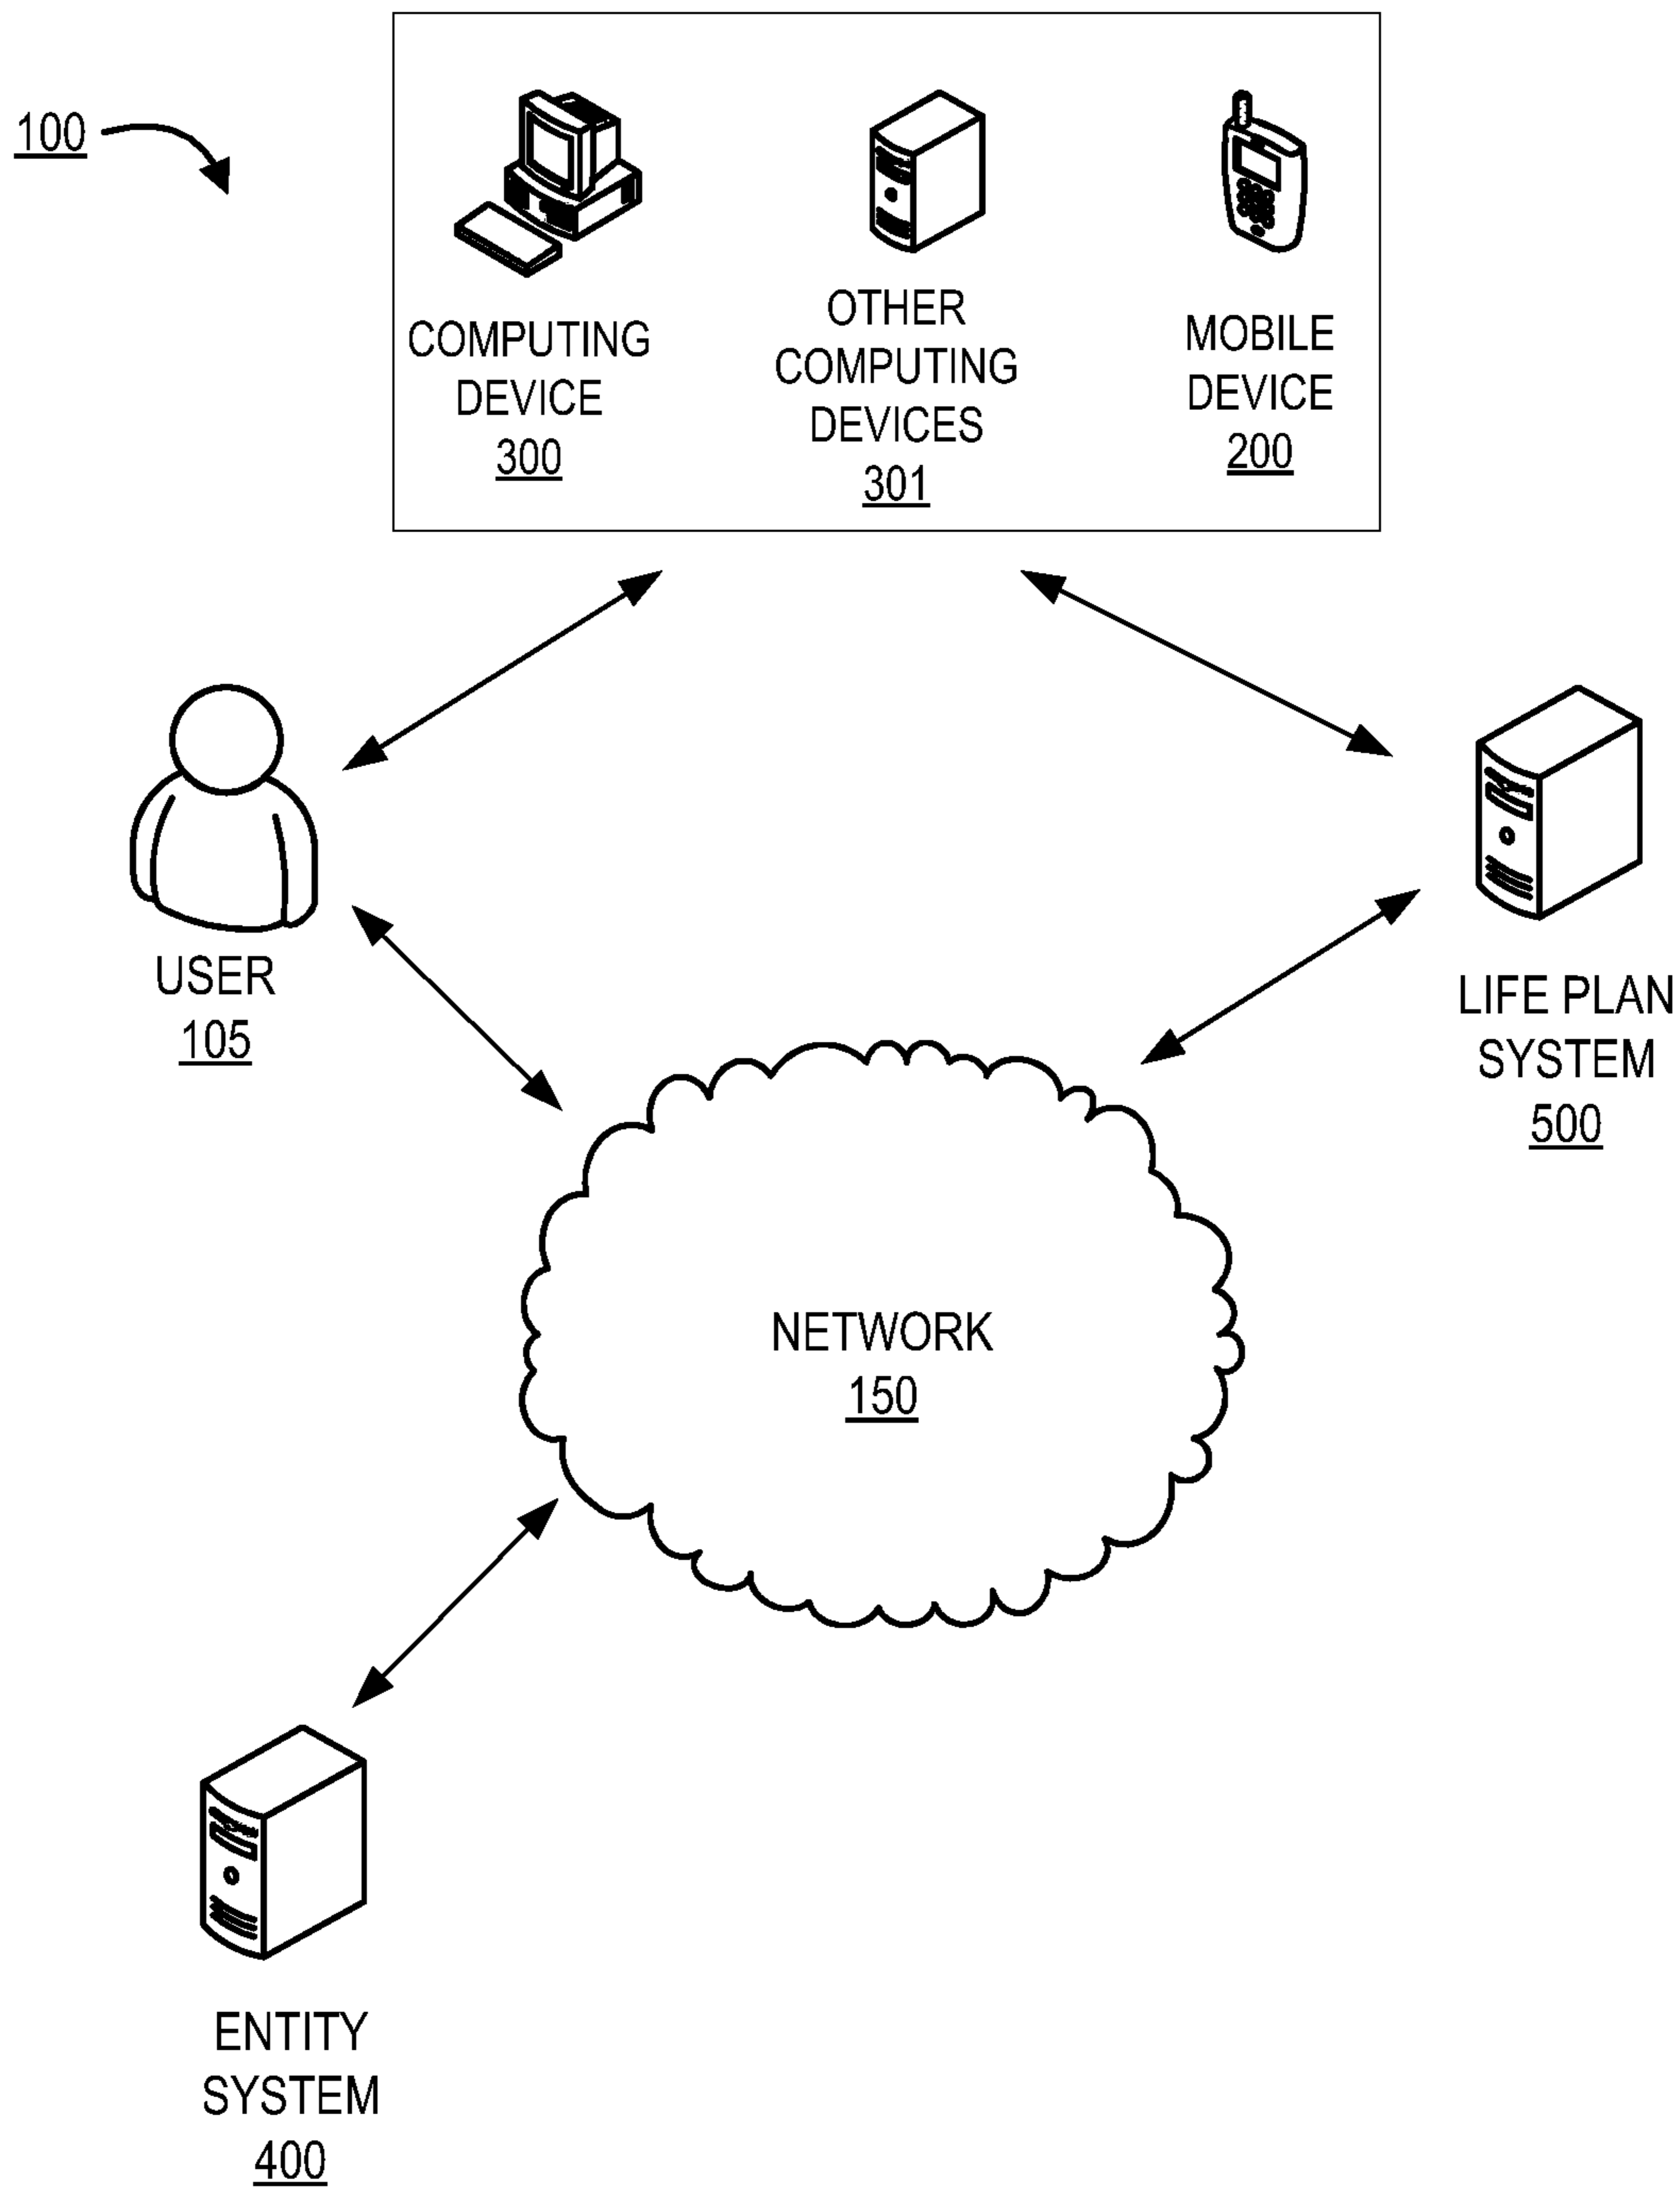 100
COMPUTING
DEVICE
300
OTHER
COMPUTING
DEVICES
301
MOBILE
DEVICE
200
USER
105
LIFE PLAN
SYSTEM
500
NETWORK
150
ENTITY
SYSTEM
400